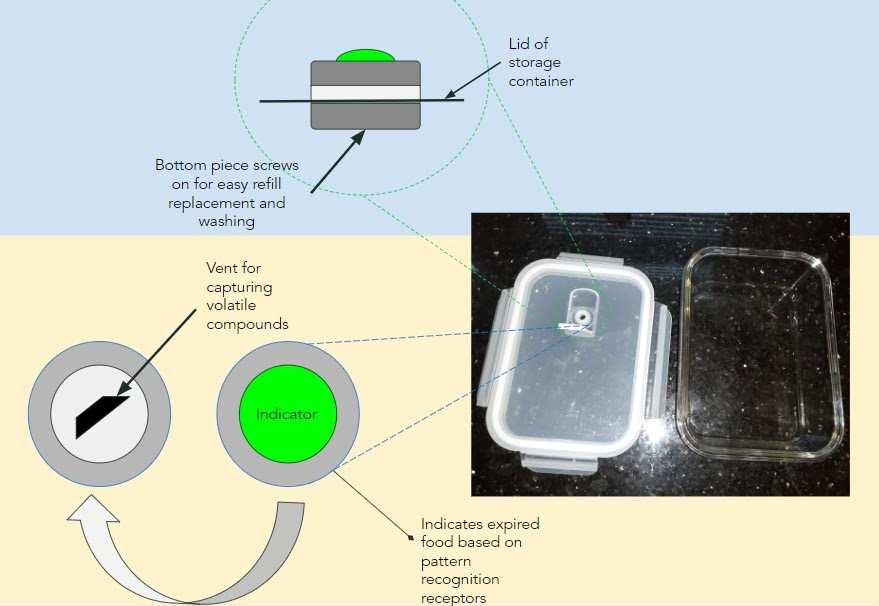 Lid of
storage
container
Bottom piece screws
on for easy refill
replacement and
washing
Vent for
capturing
volatile
compounds
Indicator
Indicates expired
food based on
pattern
recognition
receptors